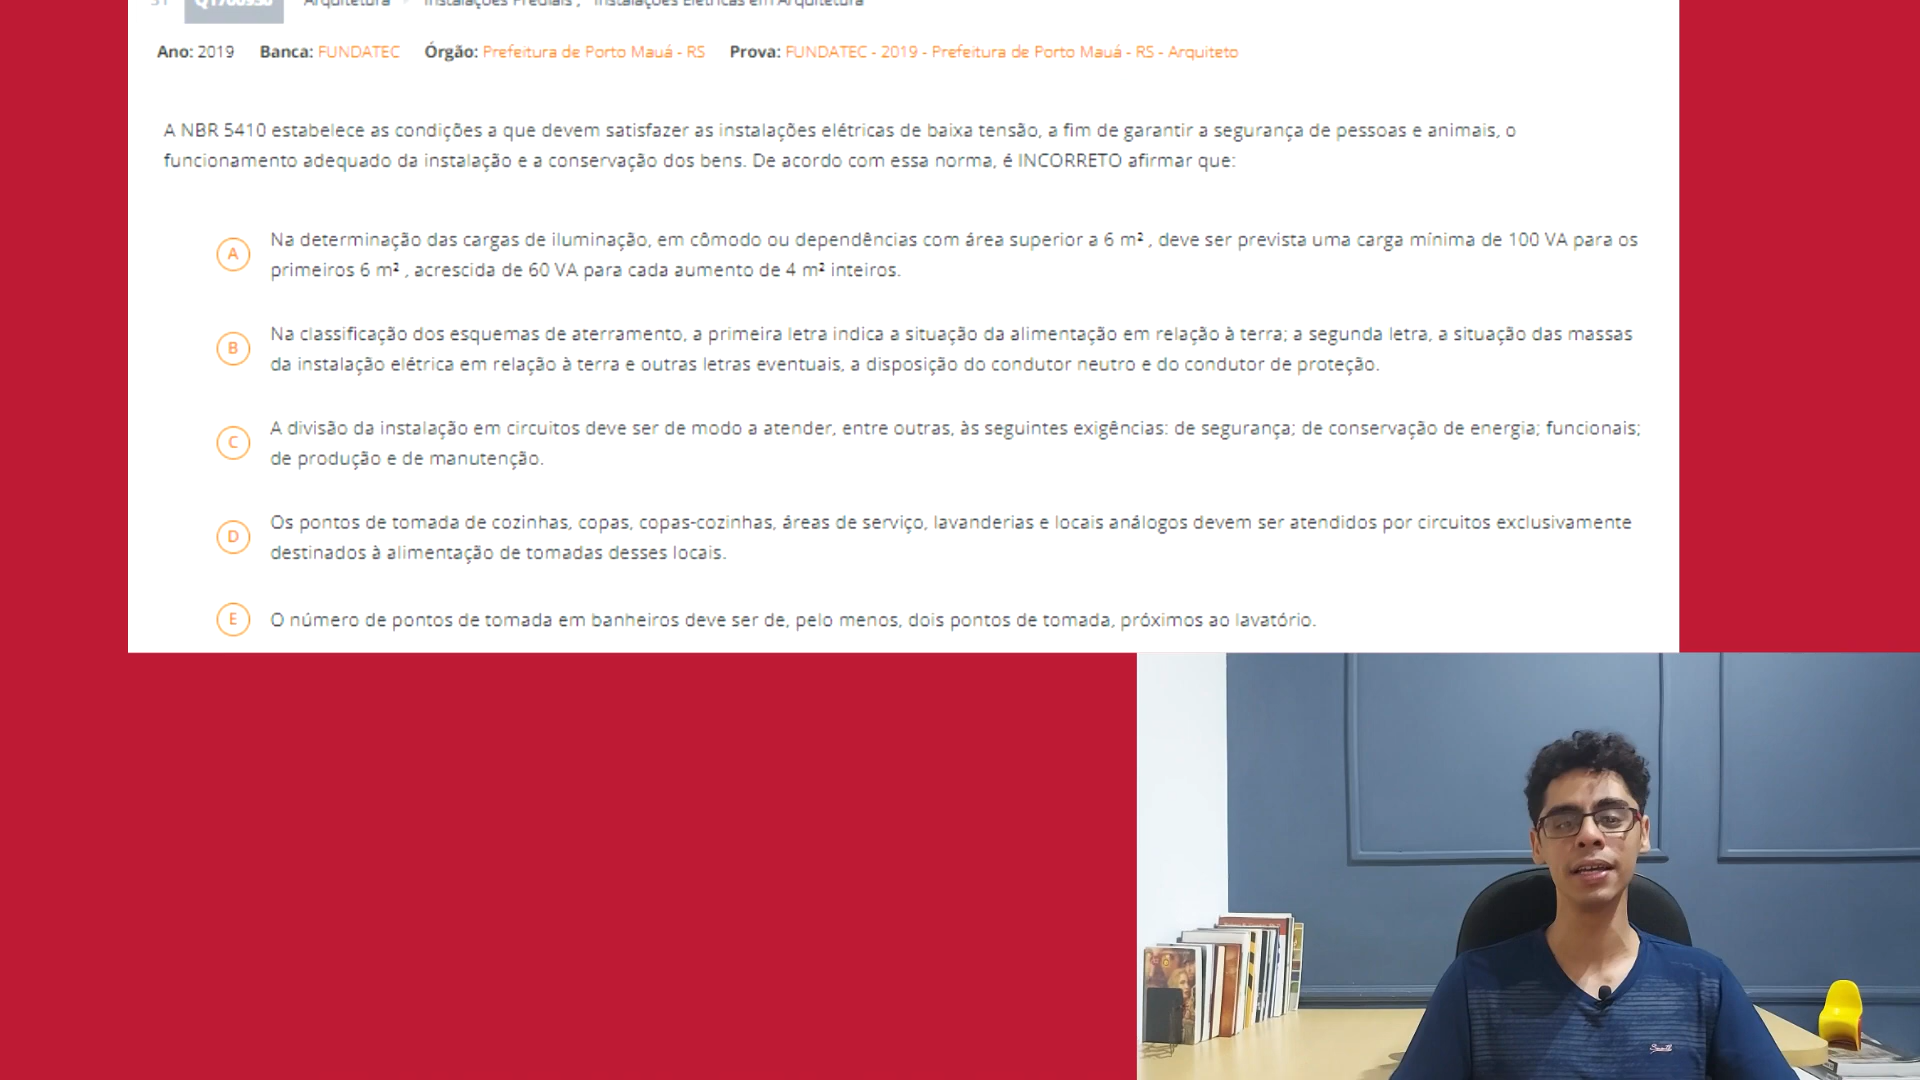 31 Q1700930 Arquitetura › Instalações Prediais , Instalações Elétricas em Arquitetura
Ano: 2019 Banca: FUNDATEC Órgão: Prefeitura de Porto Mauá - RS Prova: FUNDATEC - 2019 - Prefeitura de Porto Mauá - RS - Arquiteto
A NBR 5410 estabelece as condições a que devem satisfazer as instalações elétricas de baixa tensão, a fim de garantir a segurança de pessoas e animais, o
funcionamento adequado da instalação e a conservação dos bens. De acordo com essa norma, é INCORRETO afirmar que:
A Na determinação das cargas de iluminação, em cômodo ou dependências com área superior a 6 m² , deve ser prevista uma carga mínima de 100 VA para os
primeiros 6 m² , acrescida de 60 VA para cada aumento de 4 m² inteiros.
B Na classificação dos esquemas de aterramento, a primeira letra indica a situação da alimentação em relação à terra; a segunda letra, a situação das massas
da instalação elétrica em relação à terra e outras letras eventuais, a disposição do condutor neutro e do condutor de proteção.
C A divisão da instalação em circuitos deve ser de modo a atender, entre outras, às seguintes exigências: de segurança; de conservação de energia; funcionais;
de produção e de manutenção.
D Os pontos de tomada de cozinhas, copas, copas-cozinhas, áreas de serviço, lavanderias e locais análogos devem ser atendidos por circuitos exclusivamente
destinados à alimentação de tomadas desses locais.
E O número de pontos de tomada em banheiros deve ser de, pelo menos, dois pontos de tomada, próximos ao lavatório.